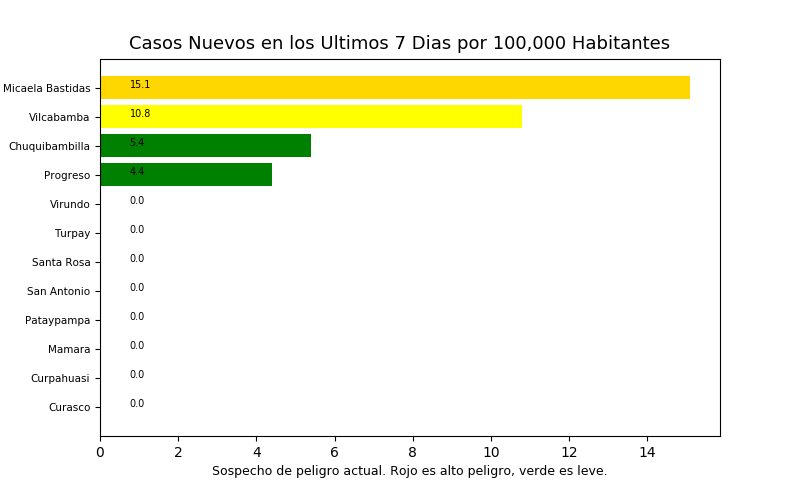 Casos Nuevos en los Ultimos 7 Dias por 100,000 Habitantes
Micaela Bastidas 15.1
Vilcabamba 10.8
Chuquibambilla 5.4
Progreso 4.4
Virundo 0.0
Turpay 0.0
Santa Rosa 0.0
San Antonio 0.0
Pataypampa 0.0
Mamara 0.0
Curpahuasi 0.0
Curasco 0.0
0 2 4 6 8 10 12 14
Sospecho de peligro actual. Rojo es alto peligro, verde es leve.